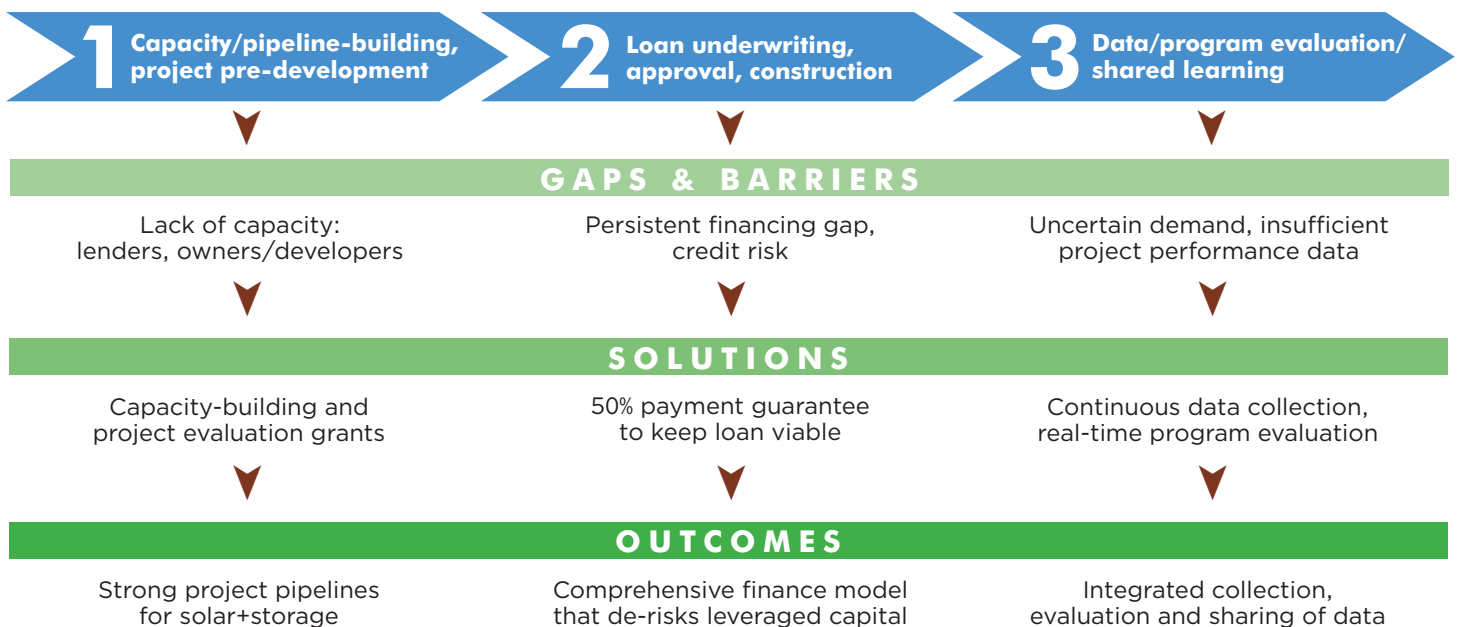 1 Capacity/pipeline-building,
project pre-development
2 Loan underwriting,
approval, construction
3 Data/program evaluation/
shared learning
GAPS & BARRIERS
Lack of capacity:
lenders, owners/developers
Persistent financing gap,
credit risk
Uncertain demand, insufficient
project performance data
SOLUTIONS
Capacity-building and
project evaluation grants
50% payment guarantee
to keep loan viable
Continuous data collection,
real-time program evaluation
OUTCOMES
Strong project pipelines
for solar+storage
Comprehensive finance model
that de-risks leveraged capital
Integrated collection,
evaluation and sharing of data